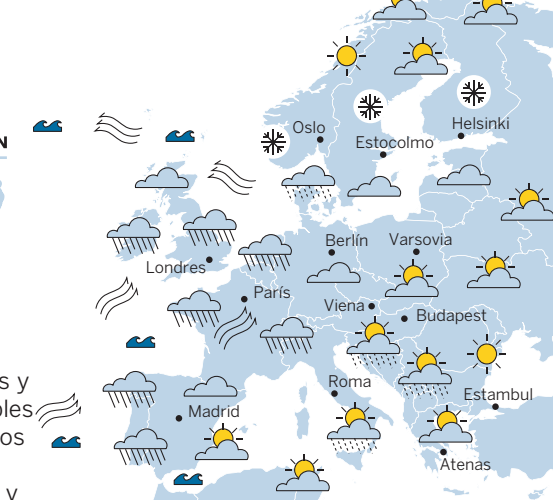 N
Oslo
Helsinki
Estocolmo
Berlín
Varsovia
Londres
París
Viena
Budapest
s y
Roma
Estambul
bles
Madrid
os
Atenas
y